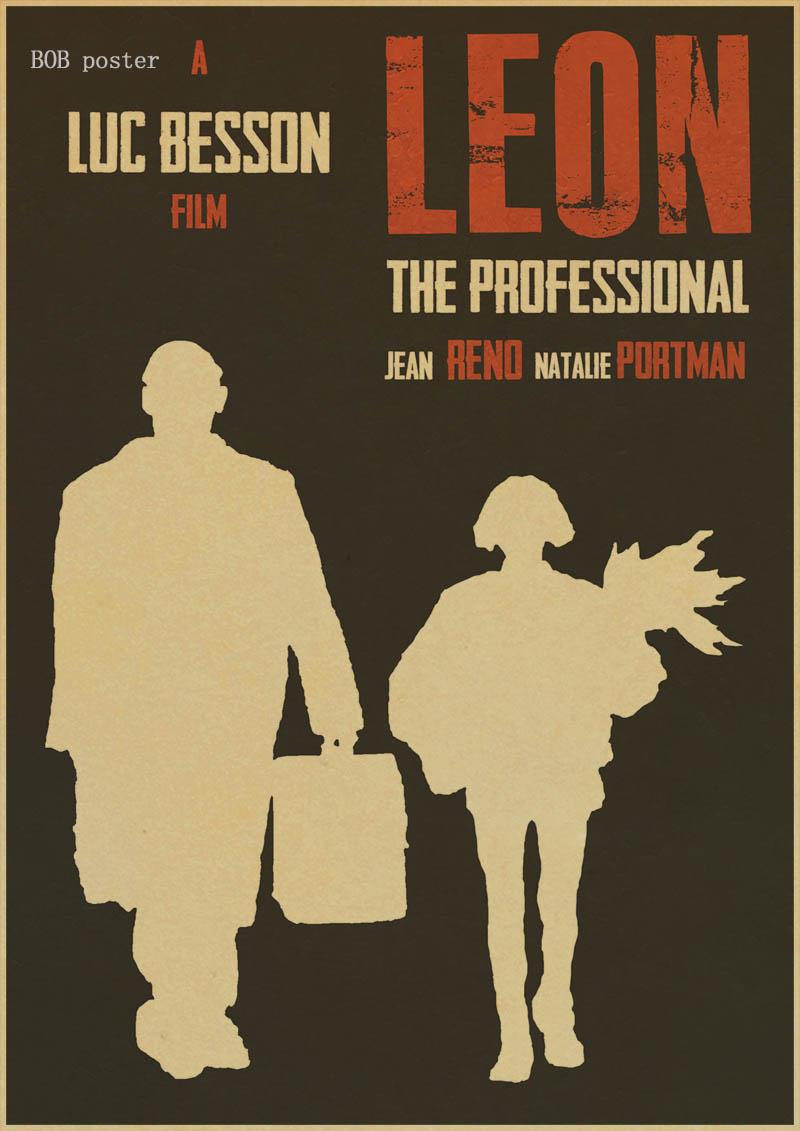 BOB poster
A
LUC BESSON
FILM
LEON
THE PROFESSIONAL
JEAN RENO NATALIE PORTMAN